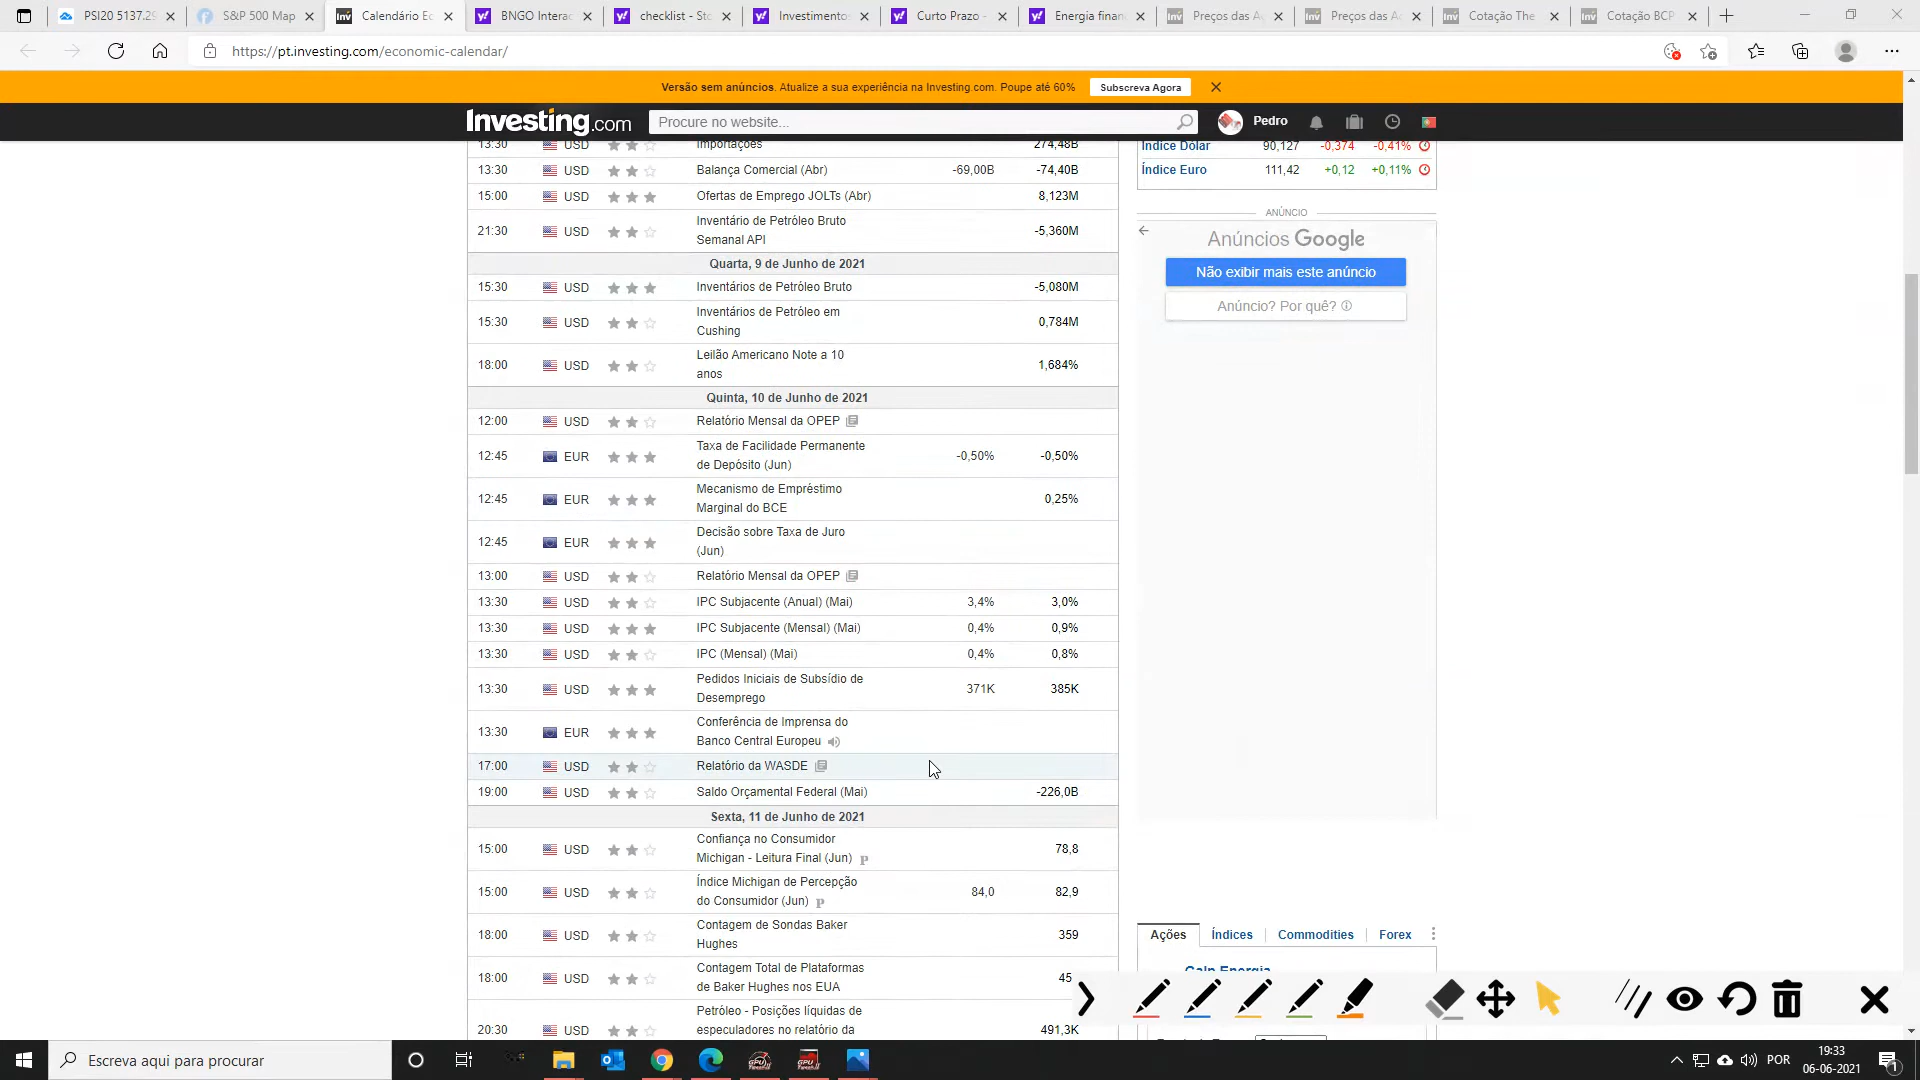 PSI20 5137.29
S&P 500 Map
Calendário Ec
BNGO Interac
checklist - Sto
Investimento
Curto Prazo -
Energia finan
Preços das Aç
Preços das Aç
Cotação The
Cotação BCP
https://pt.investing.com/economic-calendar/
Versão sem anúncios. Atualize a sua experiência na Investing.com. Poupe até 60%
Subscreva Agora
Investing.com
Procure no website...
Pedro
13:30 USD Importações 274,48B
13:30 USD Balança Comercial (Abr) -69,00B -74,40B
15:00 USD Ofertas de Emprego JOLTs (Abr) 8,123M
21:30 USD Inventário de Petróleo Bruto
Semanal API -5,360M
Quarta, 9 de Junho de 2021
15:30 USD Inventários de Petróleo Bruto -5,080M
15:30 USD Inventários de Petróleo em
Cushing 0,784M
18:00 USD Leilão Americano Note a 10
anos 1,684%
Quinta, 10 de Junho de 2021
12:00 USD Relatório Mensal da OPEP
12:45 EUR Taxa de Facilidade Permanente
de Depósito (Jun) -0,50% -0,50%
12:45 EUR Mecanismo de Empréstimo
Marginal do BCE 0,25%
12:45 EUR Decisão sobre Taxa de Juro
(Jun)
13:00 USD Relatório Mensal da OPEP
13:30 USD IPC Subjacente (Anual) (Mai) 3,4% 3,0%
13:30 USD IPC Subjacente (Mensal) (Mai) 0,4% 0,9%
13:30 USD IPC (Mensal) (Mai) 0,4% 0,8%
13:30 USD Pedidos Iniciais de Subsídio de
Desemprego 371K 385K
13:30 EUR Conferência de Imprensa do
Banco Central Europeu
17:00 USD Relatório da WASDE
19:00 USD Saldo Orçamental Federal (Mai) -226,0B
Sexta, 11 de Junho de 2021
15:00 USD Confiança no Consumidor
Michigan - Leitura Final (Jun) p 78,8
15:00 USD Índice Michigan de Percepção
do Consumidor (Jun) p 84,0 82,9
18:00 USD Contagem de Sondas Baker
Hughes 359
18:00 USD Contagem Total de Plataformas
de Baker Hughes nos EUA 45
20:30 USD Petróleo - Posições líquidas de
especuladores no relatório da 491,3K
Índice Dólar 90,127 -0,374 -0,41%
Índice Euro 111,42 +0,12 +0,11%
ANÚNCIO
Anúncios Google
Não exibir mais este anúncio
Anúncio? Por quê?
Ações
Índices
Commodities
Forex
Galp Energia
Escreva aqui para procurar
POR
19:33
06-06-2021
1